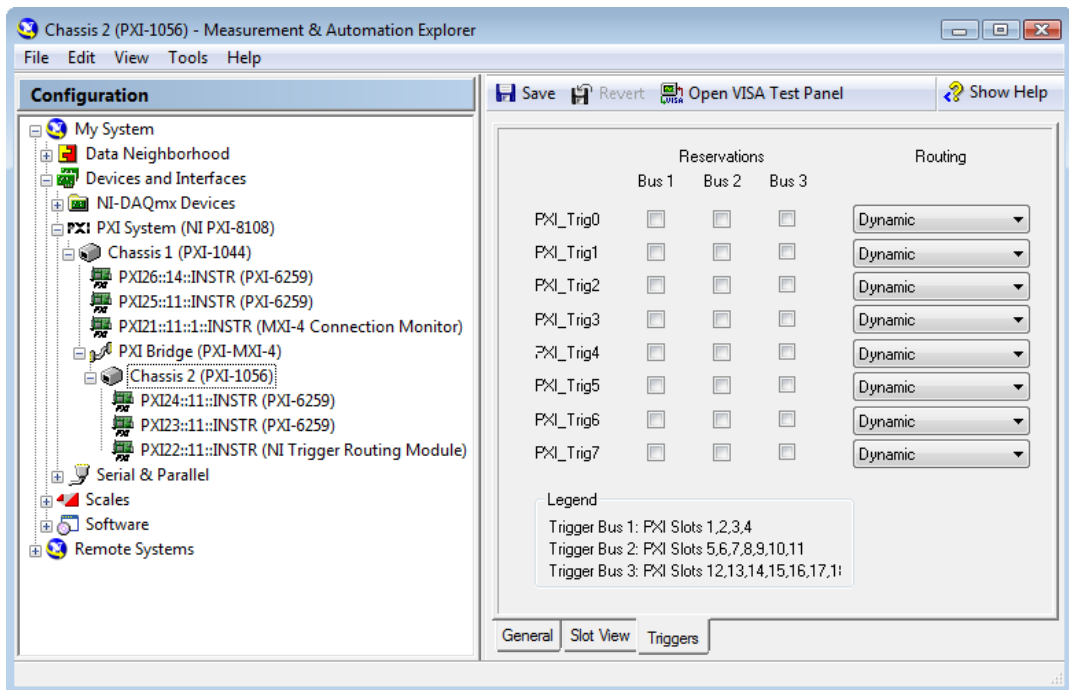 Chassis 2 (PXI-1056) - Measurement & Automation Explorer
File Edit View Tools Help
Configuration
My System
Data Neighborhood
Devices and Interfaces
NI-DAQmx Devices
PXI PXI System (NI PXI-8108)
Chassis 1 (PXI-1044)
PXI26::14::INSTR (PXI-6259)
PXI25::11::INSTR (PXI-6259)
PXI21::11::1::INSTR (MXI-4 Connection Monitor)
PXI Bridge (PXI-MXI-4)
Chassis 2 (PXI-1056)
PXI24::11::INSTR (PXI-6259)
PXI23::11::INSTR (PXI-6259)
PXI22::11::INSTR (NI Trigger Routing Module)
Serial & Parallel
Scales
Software
Remote Systems
Save Revert Open VISA Test Panel Show Help
Reservations Routing
Bus 1 Bus 2 Bus 3
PXI_Trig0 Dynamic
PXI_Trig1 Dynamic
PXI_Trig2 Dynamic
PXI_Trig3 Dynamic
PXI_Trig4 Dynamic
PXI_Trig5 Dynamic
PXI_Trig6 Dynamic
PXI_Trig7 Dynamic
Legend
Trigger Bus 1: PXI Slots 1,2,3,4
Trigger Bus 2: PXI Slots 5,6,7,8,9,10,11
Trigger Bus 3: PXI Slots 12,13,14,15,16,17,1
General Slot View Triggers